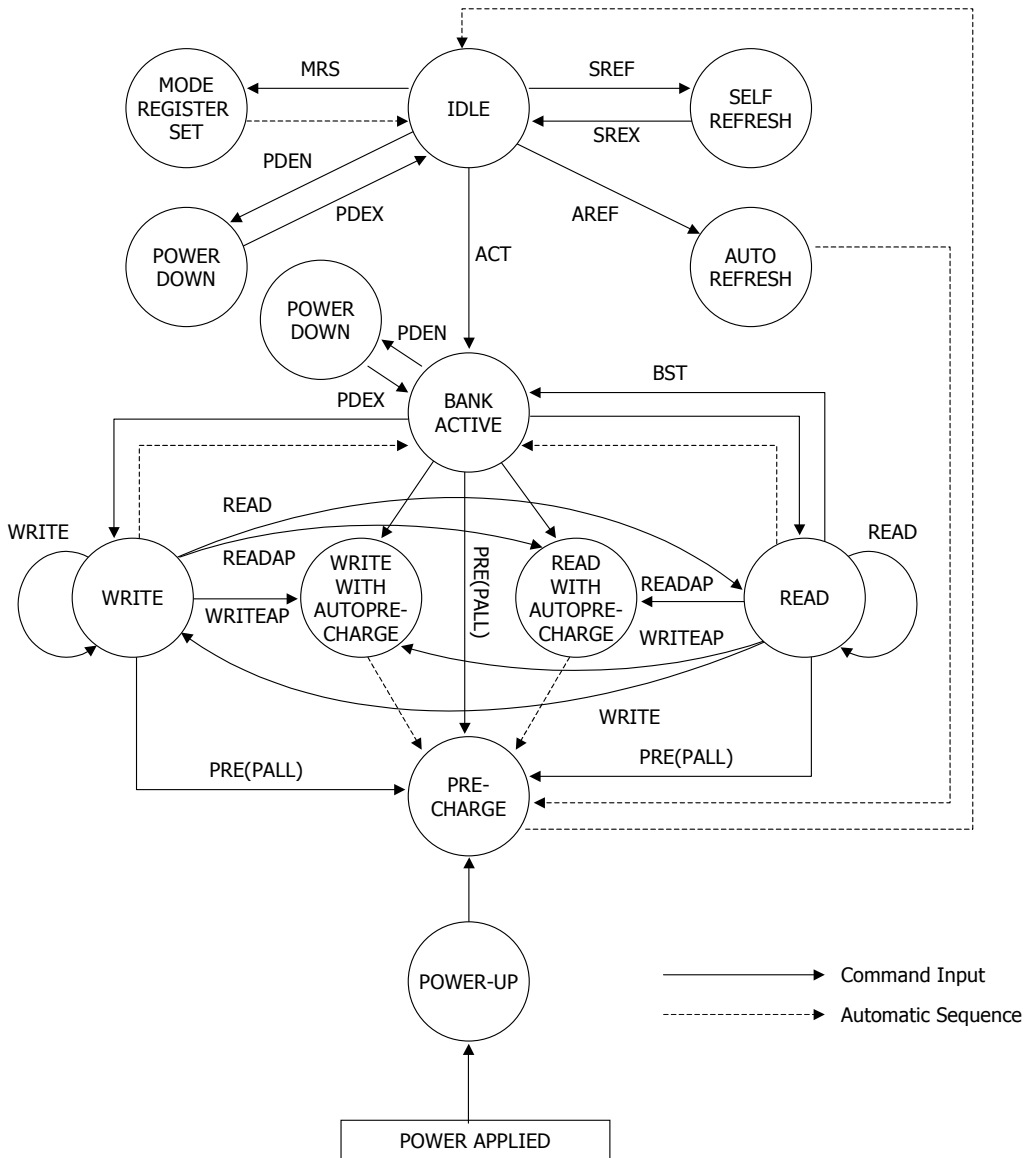 MRS
SREF
MODE
REGISTER
SET
IDLE
SELF
REFRESH
SREX
PDEN
PDEX
AREF
POWER
DOWN
ACT
AUTO
REFRESH
POWER
DOWN
PDEN
PDEX
BANK
ACTIVE
BST
READ
WRITE
READ
READAP
WRITE
WRITEAP
WRITE
WITH
AUTOPRE-
CHARGE
PRE(PALL)
READ
WITH
AUTOPRE-
CHARGE
READAP
READ
WRITEAP
WRITE
PRE(PALL)
PRE(PALL)
PRE-
CHARGE
POWER-UP
Command Input
Automatic Sequence
POWER APPLIED